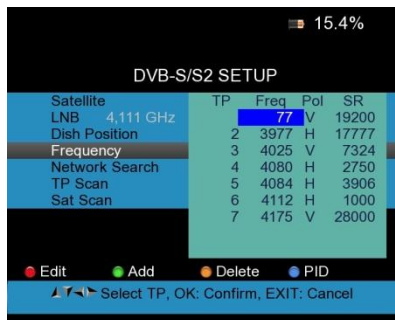 15.4%
DVB-S/S2 SETUP
Satellite TP Freq Pol SR
LNB 4,111 GHz 77 V 19200
Dish Position 2 3977 H 17777
Frequency 3 4025 V 7324
Network Search 4 4080 H 2750
TP Scan 5 4084 H 3906
Sat Scan 6 4112 H 1000
7 4175 V 28000
Edit Add Delete PID
Select TP, OK: Confirm, EXIT: Cancel